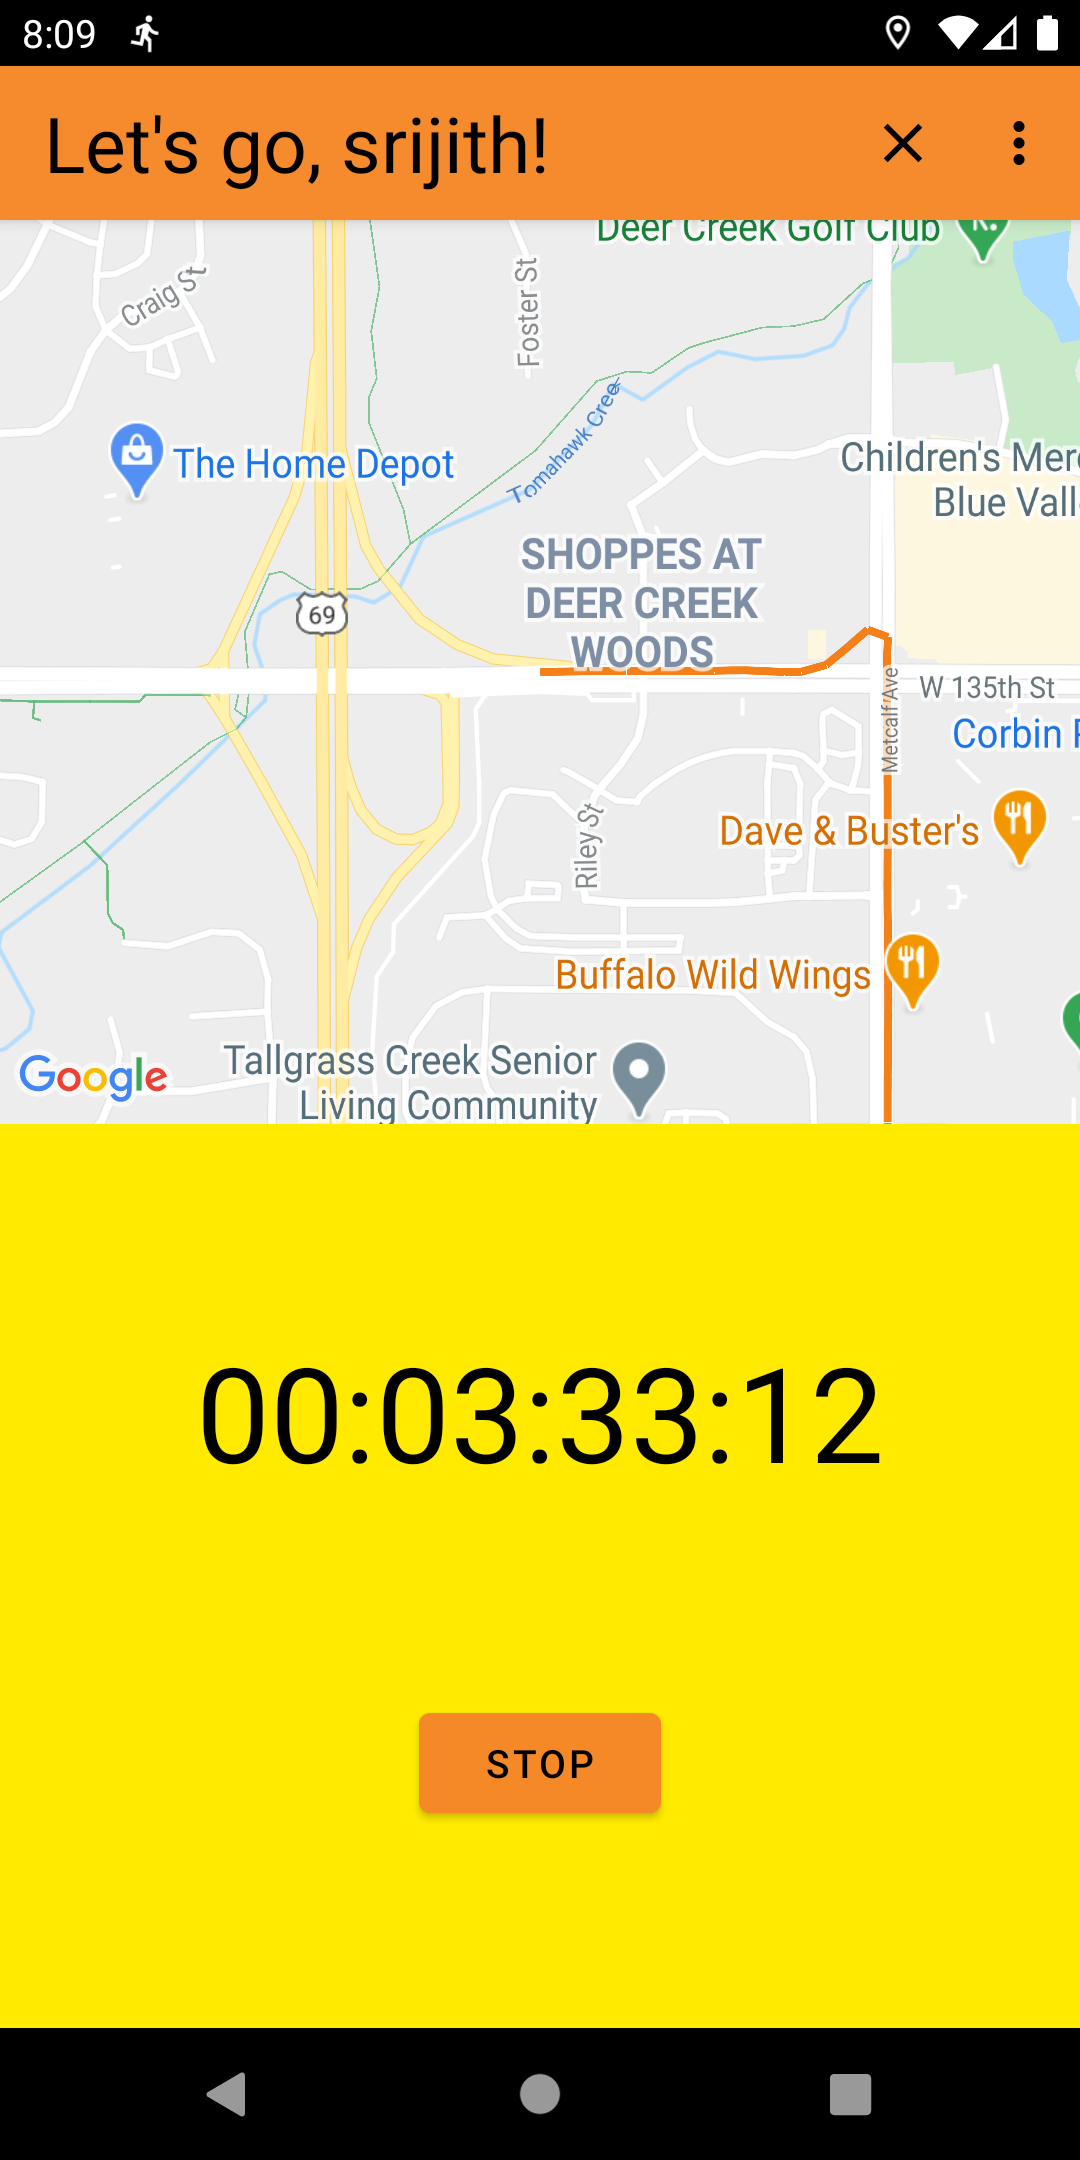 8:09
Let's go, srijith!
Deer Creek Golf Club
Craig St
Foster St
Tomahawk Cree
The Home Depot
Children's Mer
Blue Vall
SHOPPES AT
DEER CREEK
WOODS
69
W 135th St
Metcalf Ave
Corbin
Dave & Buster's
Riley St
Buffalo Wild Wings
Tallgrass Creek Senior
Living Community
Google
00:03:33:12
STOP